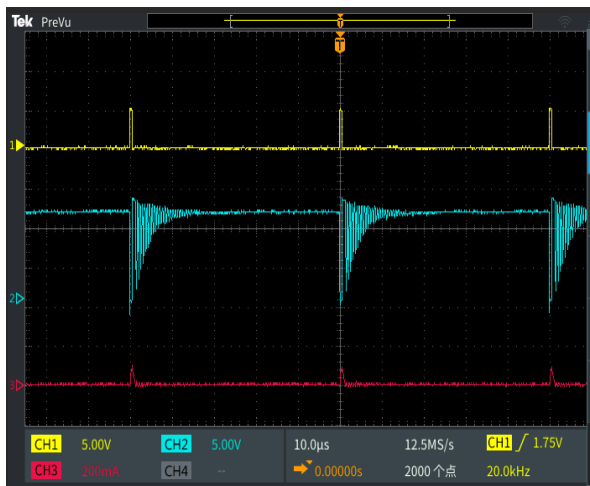 Tek PreVu
T
T
1
2
3
CH1 5.00V CH2 5.00V 10.0µs 12.5MS/s CH1 / 1.75V
CH3 200mA CH4 -- 0.00000s 2000 个点 20.0kHz